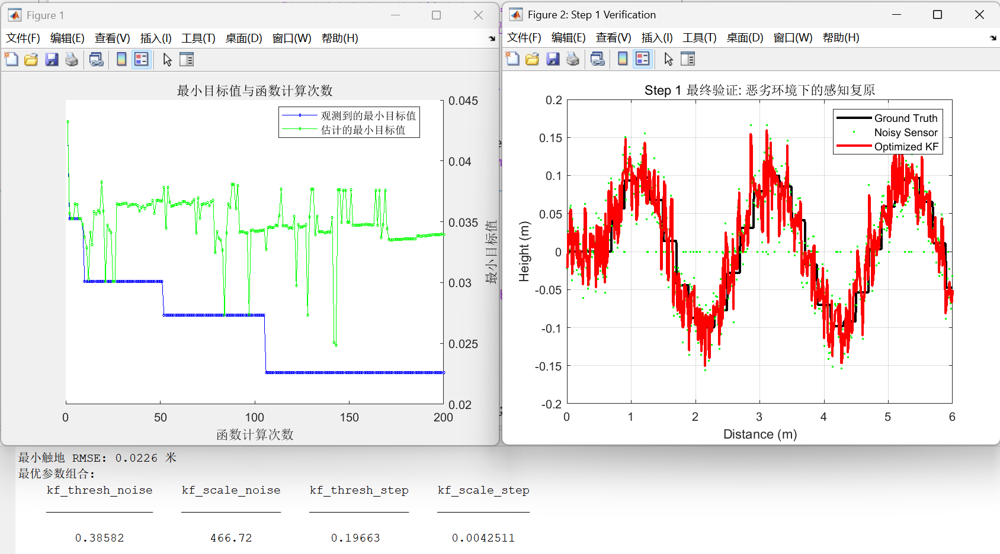 Figure 1
文件(F) 编辑(E) 查看(V) 插入(I) 工具(T) 桌面(D) 窗口(W) 帮助(H)
最小目标值与函数计算次数
观测到的最小目标值
估计的最小目标值
0.045
0.04
0.035
0.03
0.025
0.02
最小目标值
0 50 100 150 200
函数计算次数
Figure 2: Step 1 Verification
文件(F) 编辑(E) 查看(V) 插入(I) 工具(T) 桌面(D) 窗口(W) 帮助(H)
Step 1 最终验证: 恶劣环境下的感知复原
Ground Truth
Noisy Sensor
Optimized KF
0.2
0.15
0.1
0.05
0
-0.05
-0.1
-0.15
-0.2
Height (m)
0 1 2 3 4 5 6
Distance (m)
最小触地 RMSE: 0.0226 米
最优参数组合:
kf_thresh_noise kf_scale_noise kf_thresh_step kf_scale_step
0.38582 466.72 0.19663 0.0042511